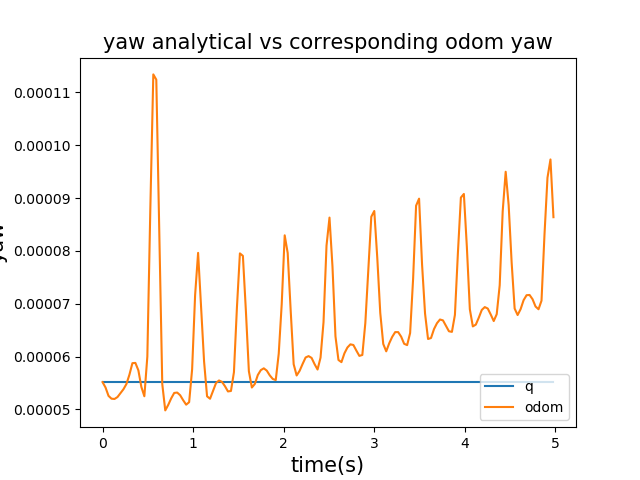 yaw analytical vs corresponding odom yaw
0.00011
0.00010
0.00009
0.00008
0.00007
0.00006
0.00005
yaw
0 1 2 3 4 5
time(s)
q
odom